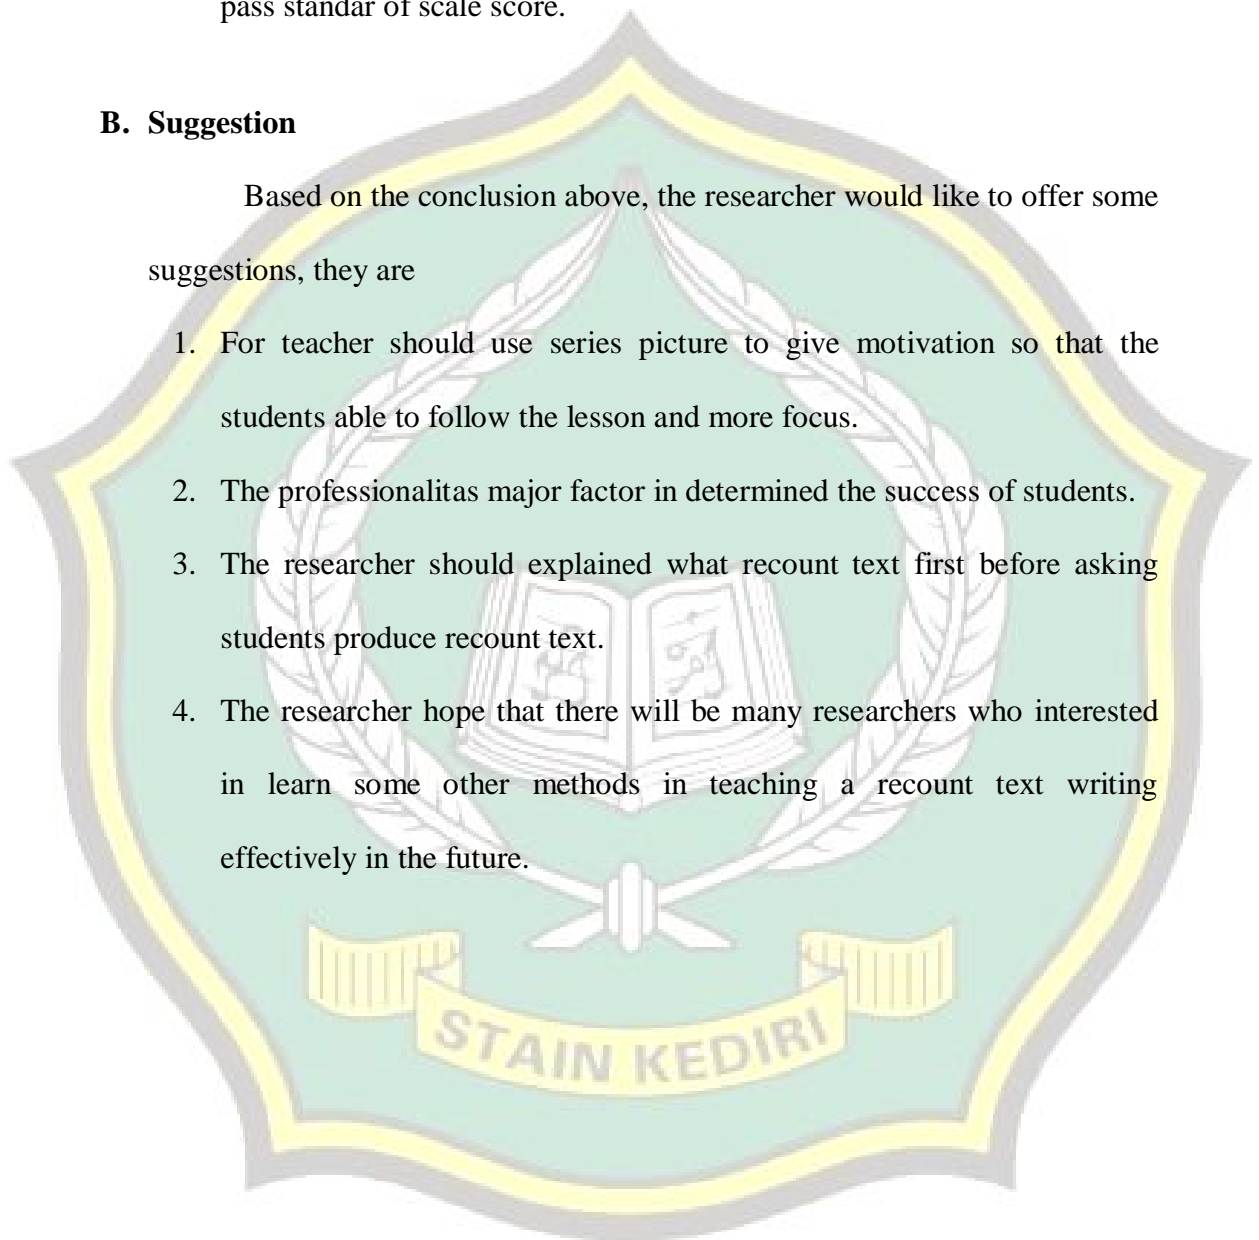 pass standar of scale score.
B. Suggestion
Based on the conclusion above, the researcher would like to offer some
suggestions, they are
1. For teacher should use series picture to give motivation so that the
students able to follow the lesson and more focus.
2. The professionalitas major factor in determined the success of students.
3. The researcher should explained what recount text first before asking
students produce recount text.
4. The researcher hope that there will be many researchers who interested
in learn some other methods in teaching a recount text writing
effectively in the future.
STAIN KEDIRI